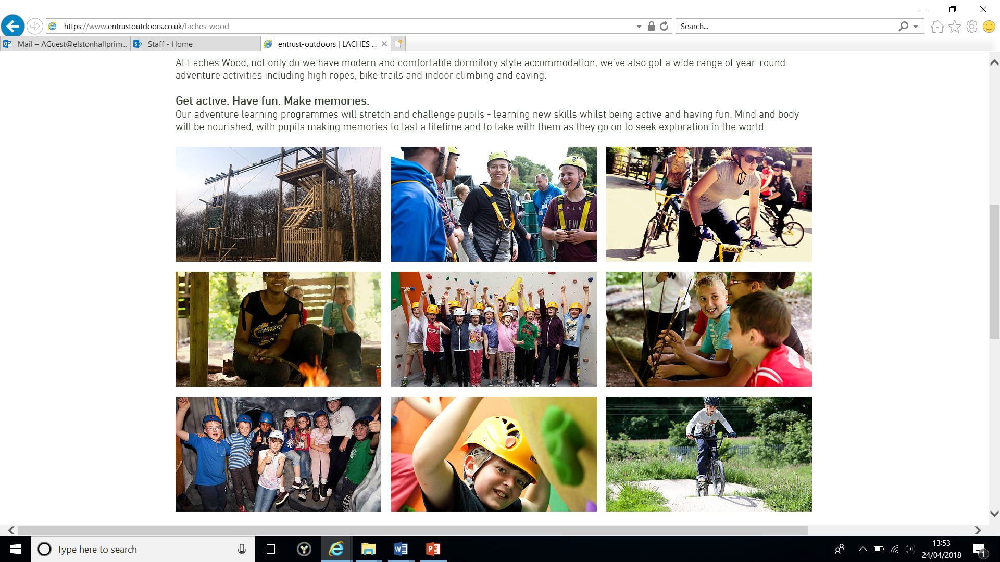 https://www.entrustoutdoors.co.uk/laches-wood
Search...
Mail – AGuest@elstonhallprim...
Staff - Home
entrust-outdoors | LACHES ...
At Laches Wood, not only do we have modern and comfortable dormitory style accommodation, we've also got a wide range of year-round
adventure activities including high ropes, bike trails and indoor climbing and caving.
Get active. Have fun. Make memories.
Our adventure learning programmes will stretch and challenge pupils - learning new skills whilst being active and having fun. Mind and body
will be nourished, with pupils making memories to last a lifetime and to take with them as they go on to seek exploration in the world.
Type here to search
13:53
24/04/2018
1